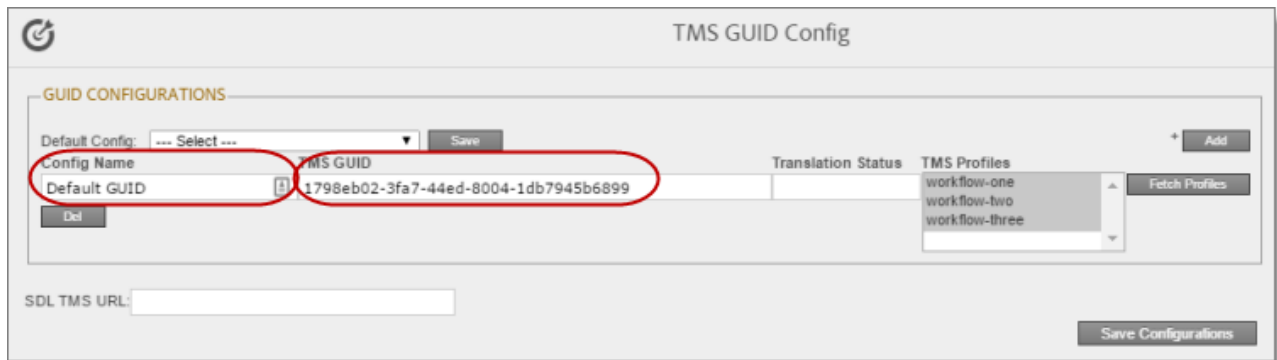 TMS GUID Config
GUID CONFIGURATIONS
Default Config: --- Select --- Save + Add
Config Name TMS GUID Translation Status TMS Profiles
Default GUID 1798eb02-3fa7-44ed-8004-1db7945b6899 workflow-one Fetch Profiles
workflow-two
workflow-three
Del
SDL TMS URL:
Save Configurations